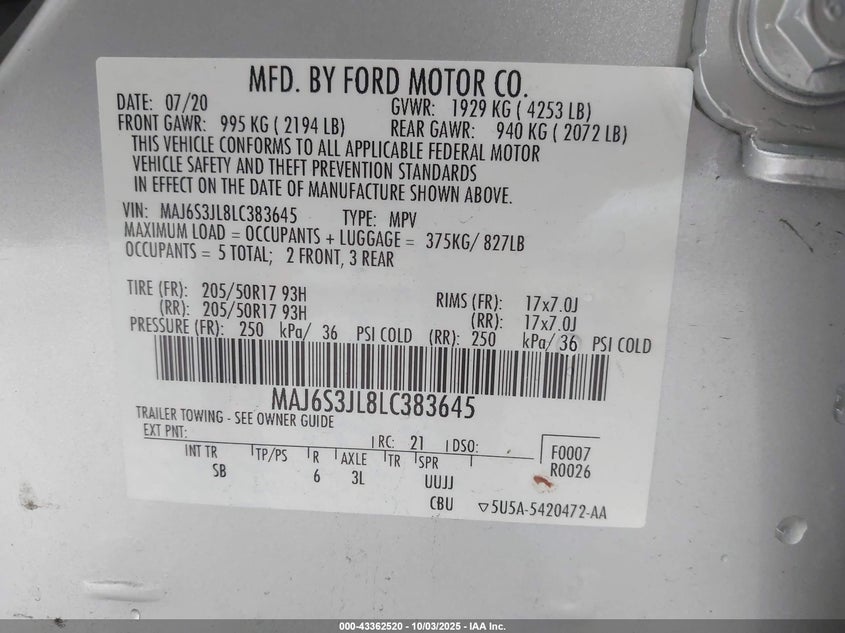 MFD. BY FORD MOTOR CO.
DATE: 07/20 GVWR: 1929 KG ( 4253 LB)
FRONT GAWR: 995 KG ( 2194 LB) REAR GAWR: 940 KG ( 2072 LB)
THIS VEHICLE CONFORMS TO ALL APPLICABLE FEDERAL MOTOR
VEHICLE SAFETY AND THEFT PREVENTION STANDARDS
IN EFFECT ON THE DATE OF MANUFACTURE SHOWN ABOVE.
VIN: MAJ6S3JL8LC383645 TYPE: MPV
MAXIMUM LOAD = OCCUPANTS + LUGGAGE = 375KG/ 827LB
OCCUPANTS = 5 TOTAL; 2 FRONT, 3 REAR
TIRE (FR): 205/50R17 93H RIMS (FR): 17x7.0J
(RR): 205/50R17 93H (RR): 17x7.0J
PRESSURE (FR): 250 kPa/ 36 PSI COLD (RR): 250 kPa/ 36 PSI COLD
MAJ6S3JL8LC383645
TRAILER TOWING - SEE OWNER GUIDE
EXT PNT: RC: 21 DSO: F0007
INT TR TP/PS R AXLE TR SPR R0026
SB 6 3L UUJJ
CBU ▽5U5A-5420472-AA
000-43362520 - 10/03/2025 - IAA Inc.